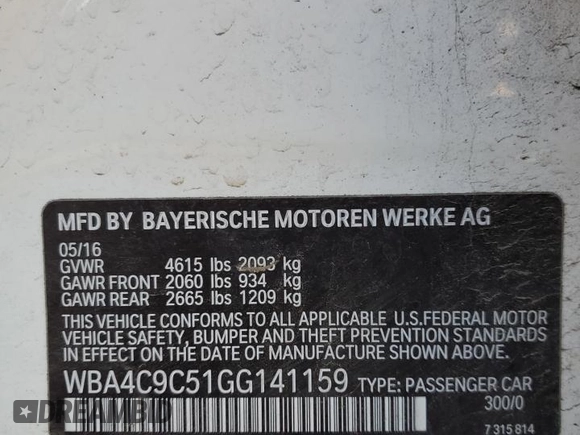 MFD BY BAYERISCHE MOTOREN WERKE AG
05/16
GVWR 4615 lbs 2093 kg
GAWR FRONT 2060 lbs 934 kg
GAWR REAR 2665 lbs 1209 kg
THIS VEHICLE CONFORMS TO ALL APPLICABLE U.S.FEDERAL MOTOR
VEHICLE SAFETY, BUMPER AND THEFT PREVENTION STANDARDS
IN EFFECT ON THE DATE OF MANUFACTURE SHOWN ABOVE.
WBA4C9C51GG141159 TYPE: PASSENGER CAR
300/0
7 315 814
DREAMBID